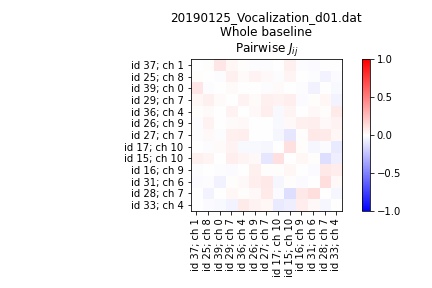 20190125_Vocalization_d01.dat
Whole baseline
Pairwise J_{ij}
id 37; ch 1
id 25; ch 8
id 39; ch 0
id 29; ch 7
id 36; ch 4
id 26; ch 9
id 27; ch 7
id 17; ch 10
id 15; ch 10
id 16; ch 9
id 31; ch 6
id 28; ch 7
id 33; ch 4
1.0
0.5
0.0
−0.5
−1.0
id 37; ch 1
id 25; ch 8
id 39; ch 0
id 29; ch 7
id 36; ch 4
id 26; ch 9
id 27; ch 7
id 17; ch 10
id 15; ch 10
id 16; ch 9
id 31; ch 6
id 28; ch 7
id 33; ch 4